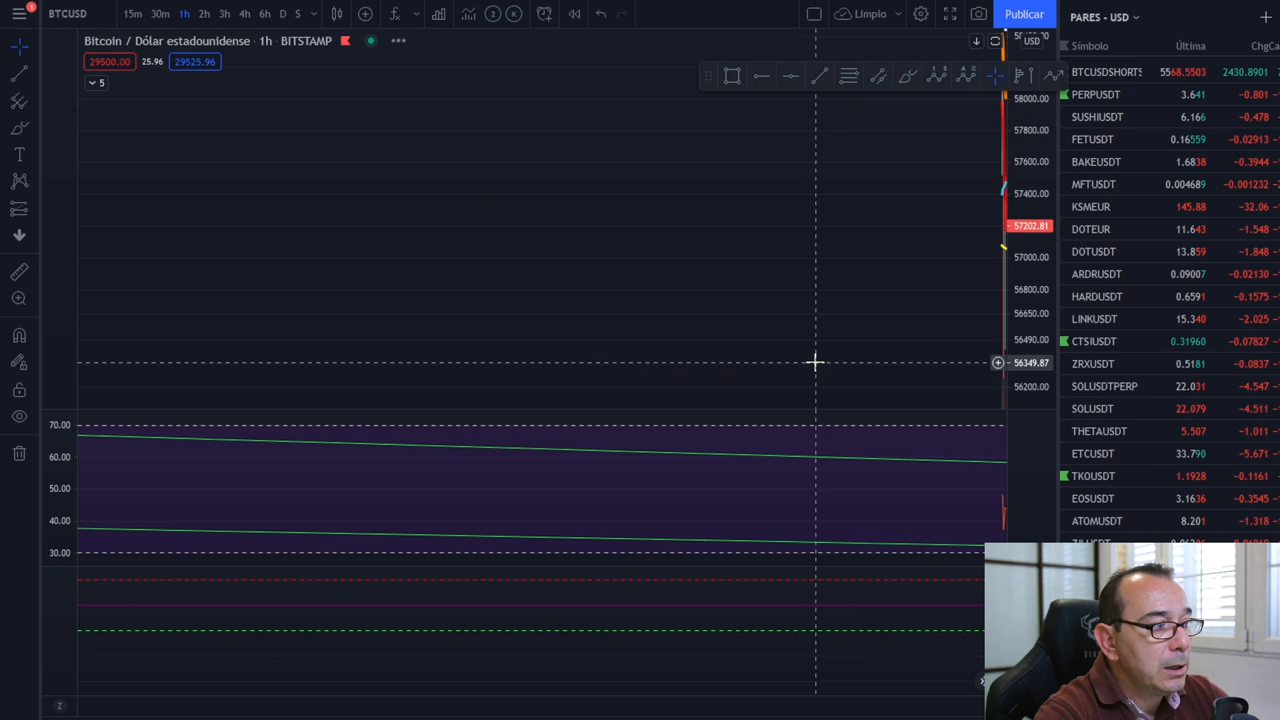 BTCUSD 15m 30m 1h 2h 3h 4h 6h D S Limpio Publicar
Bitcoin / Dólar estadounidense · 1h · BITSTAMP
29500.00 25.96 29525.96
5
USD
58000.00
57800.00
57600.00
57400.00
57202.81
57000.00
56800.00
56650.00
56490.00
56349.87
56200.00
70.00
60.00
50.00
40.00
30.00
Z
PARES - USD
Símbolo Última ChgCa
BTCUSDSHORTS 5568.5503 2430.8901
PERPUSDT 3.641 −0.801
SUSHIUSDT 6.166 −0.478
FETUSDT 0.16559 −0.02913
BAKEUSDT 1.6838 −0.3944
MFTUSDT 0.004689 −0.001232
KSMEUR 145.88 −32.06
DOTEUR 11.643 −1.548
DOTUSDT 13.859 −1.848
ARDRUSDT 0.09007 −0.02130
HARDUSDT 0.6591 −0.1575
LINKUSDT 15.340 −2.025
CTSIUSDT 0.31960 −0.07827
ZRXUSDT 0.5181 −0.0837
SOLUSDTPERP 22.031 −4.547
SOLUSDT 22.079 −4.511
THETAUSDT 5.507 −1.011
ETCUSDT 33.790 −5.671
TKOUSDT 1.1928 −0.1161
EOSUSDT 3.1636 −0.3545
ATOMUSDT 8.201 −1.318